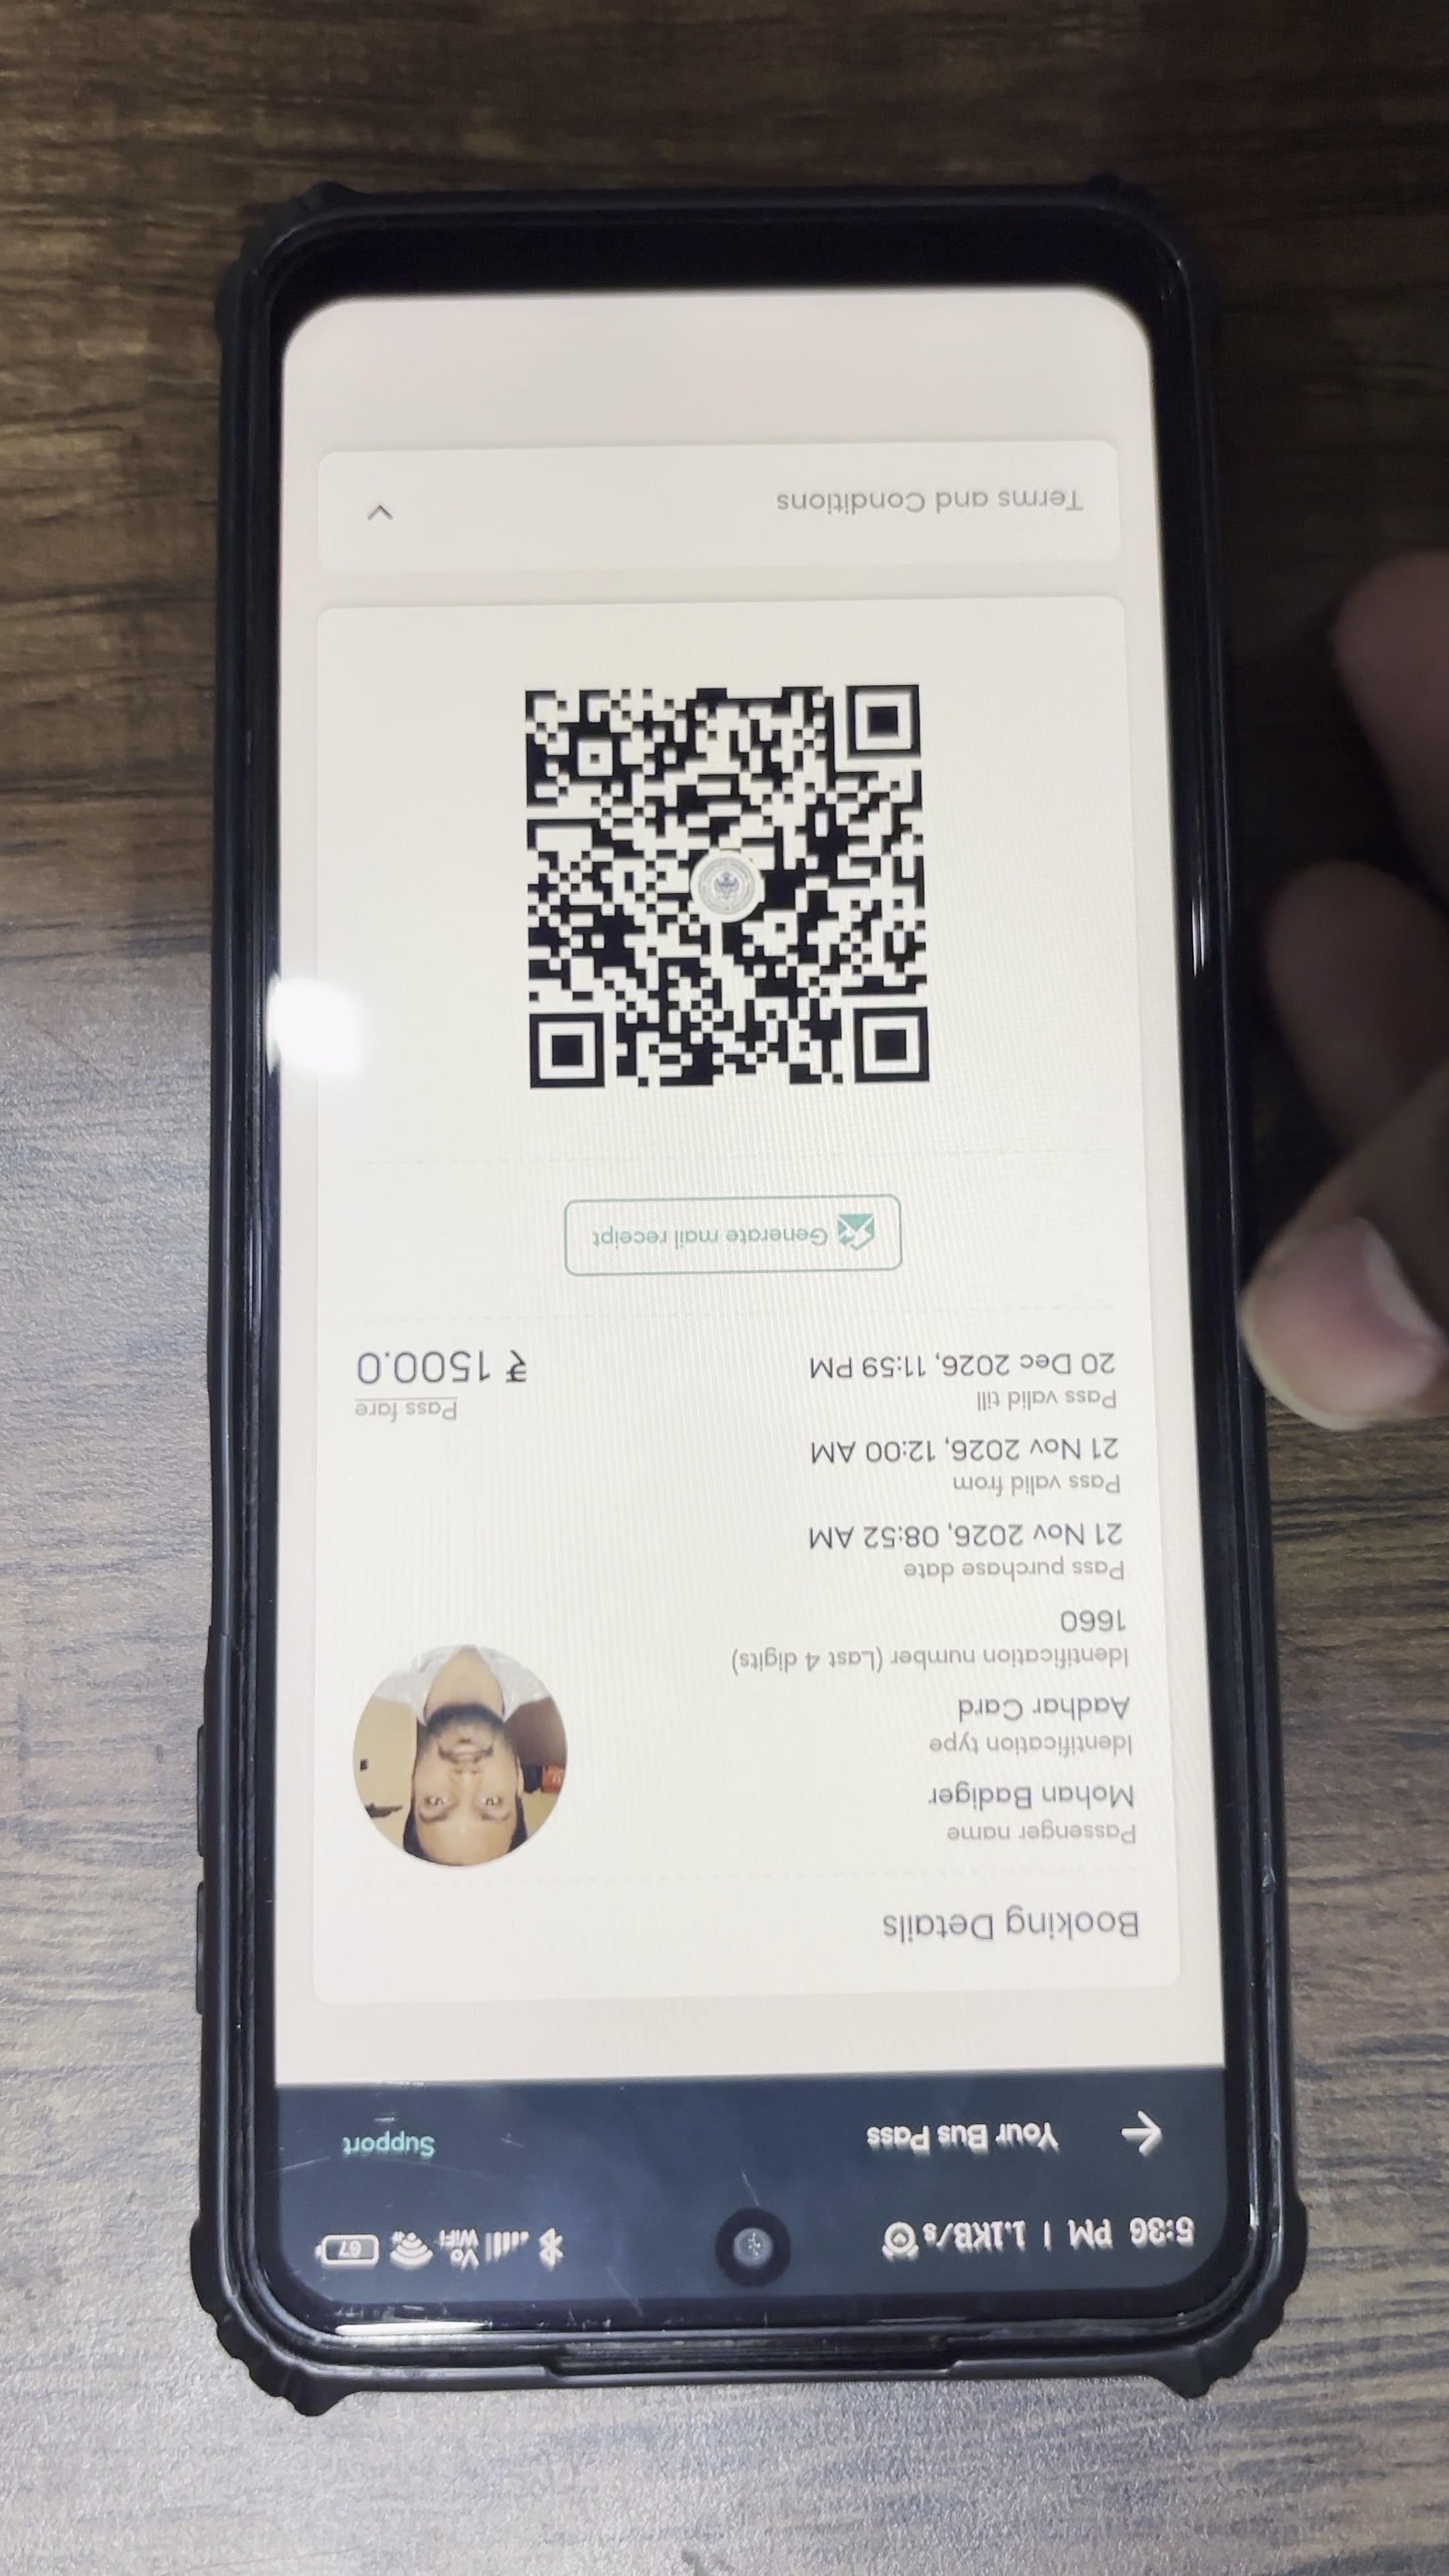 5:36 PM | 1.1KB/s
Vo
WiFi
67
Your Bus Pass
Support
Booking Details
Passenger name
Mohan Badiger
Identification type
Aadhar Card
Identification number (Last 4 digits)
1660
Pass purchase date
21 Nov 2026, 08:52 AM
Pass valid from
21 Nov 2026, 12:00 AM
Pass valid till
20 Dec 2026, 11:59 PM
Pass fare
₹ 1500.0
Generate mail receipt
Terms and Conditions